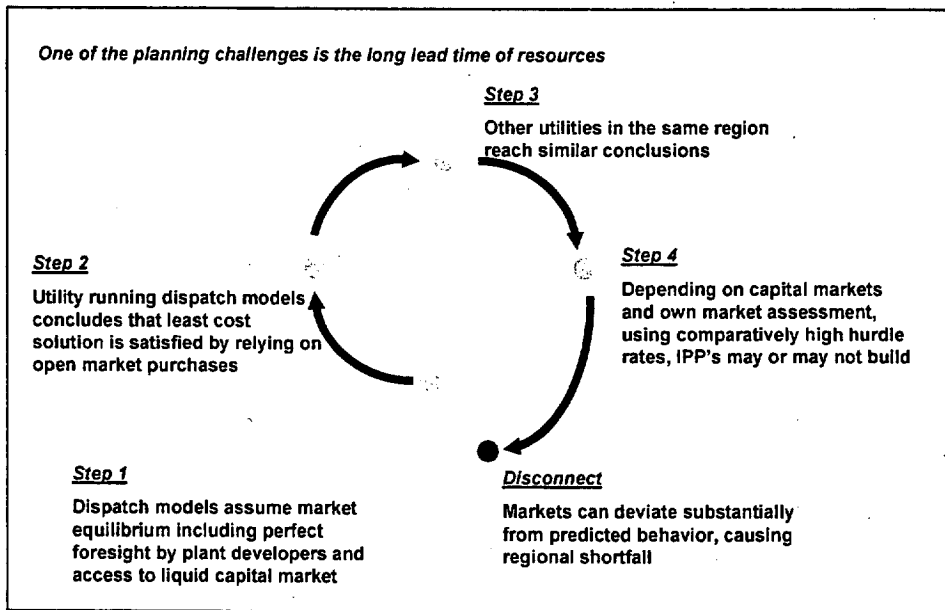 One of the planning challenges is the long lead time of resources
Step 3
Other utilities in the same region
reach similar conclusions
Step 2
Utility running dispatch models
concludes that least cost
solution is satisfied by relying on
open market purchases
Step 4
Depending on capital markets
and own market assessment,
using comparatively high hurdle
rates, IPP's may or may not build
Step 1
Dispatch models assume market
equilibrium including perfect
foresight by plant developers and
access to liquid capital market
Disconnect
Markets can deviate substantially
from predicted behavior, causing
regional shortfall